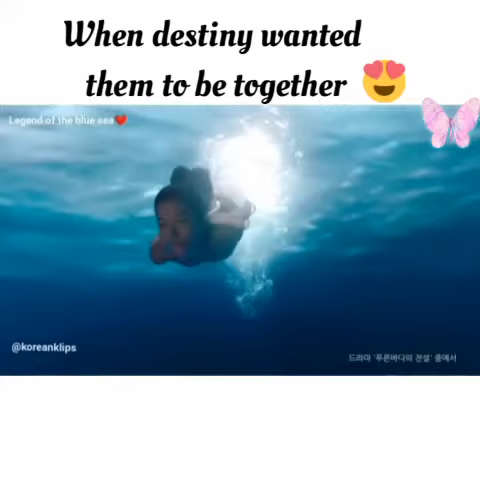 When destiny wanted
them to be together 😍
Legend of the blue sea❤️
@koreanklips
드라마 '푸른바다의 전설' 중에서